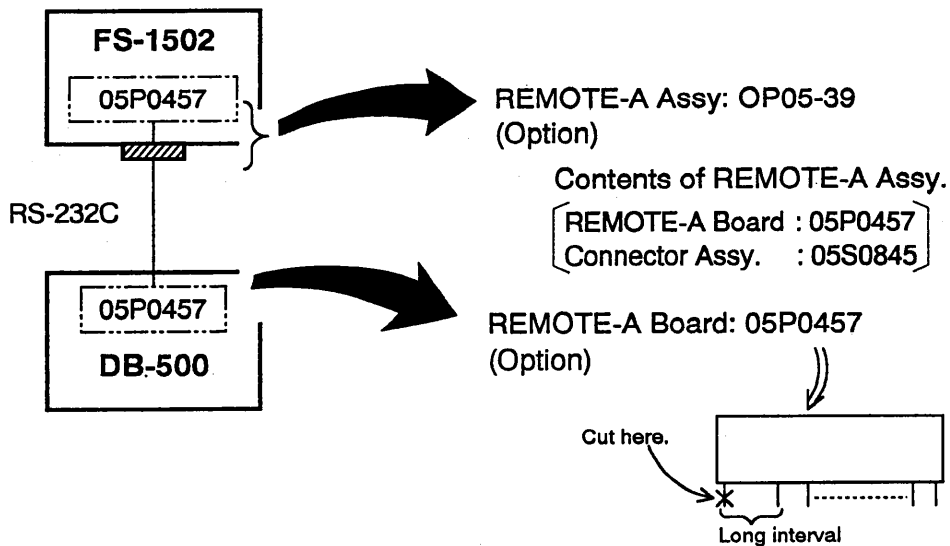 FS-1502
05P0457
REMOTE-A Assy: OP05-39
(Option)
Contents of REMOTE-A Assy.
REMOTE-A Board : 05P0457
Connector Assy. : 05S0845
RS-232C
05P0457
DB-500
REMOTE-A Board: 05P0457
(Option)
Cut here.
Long interval